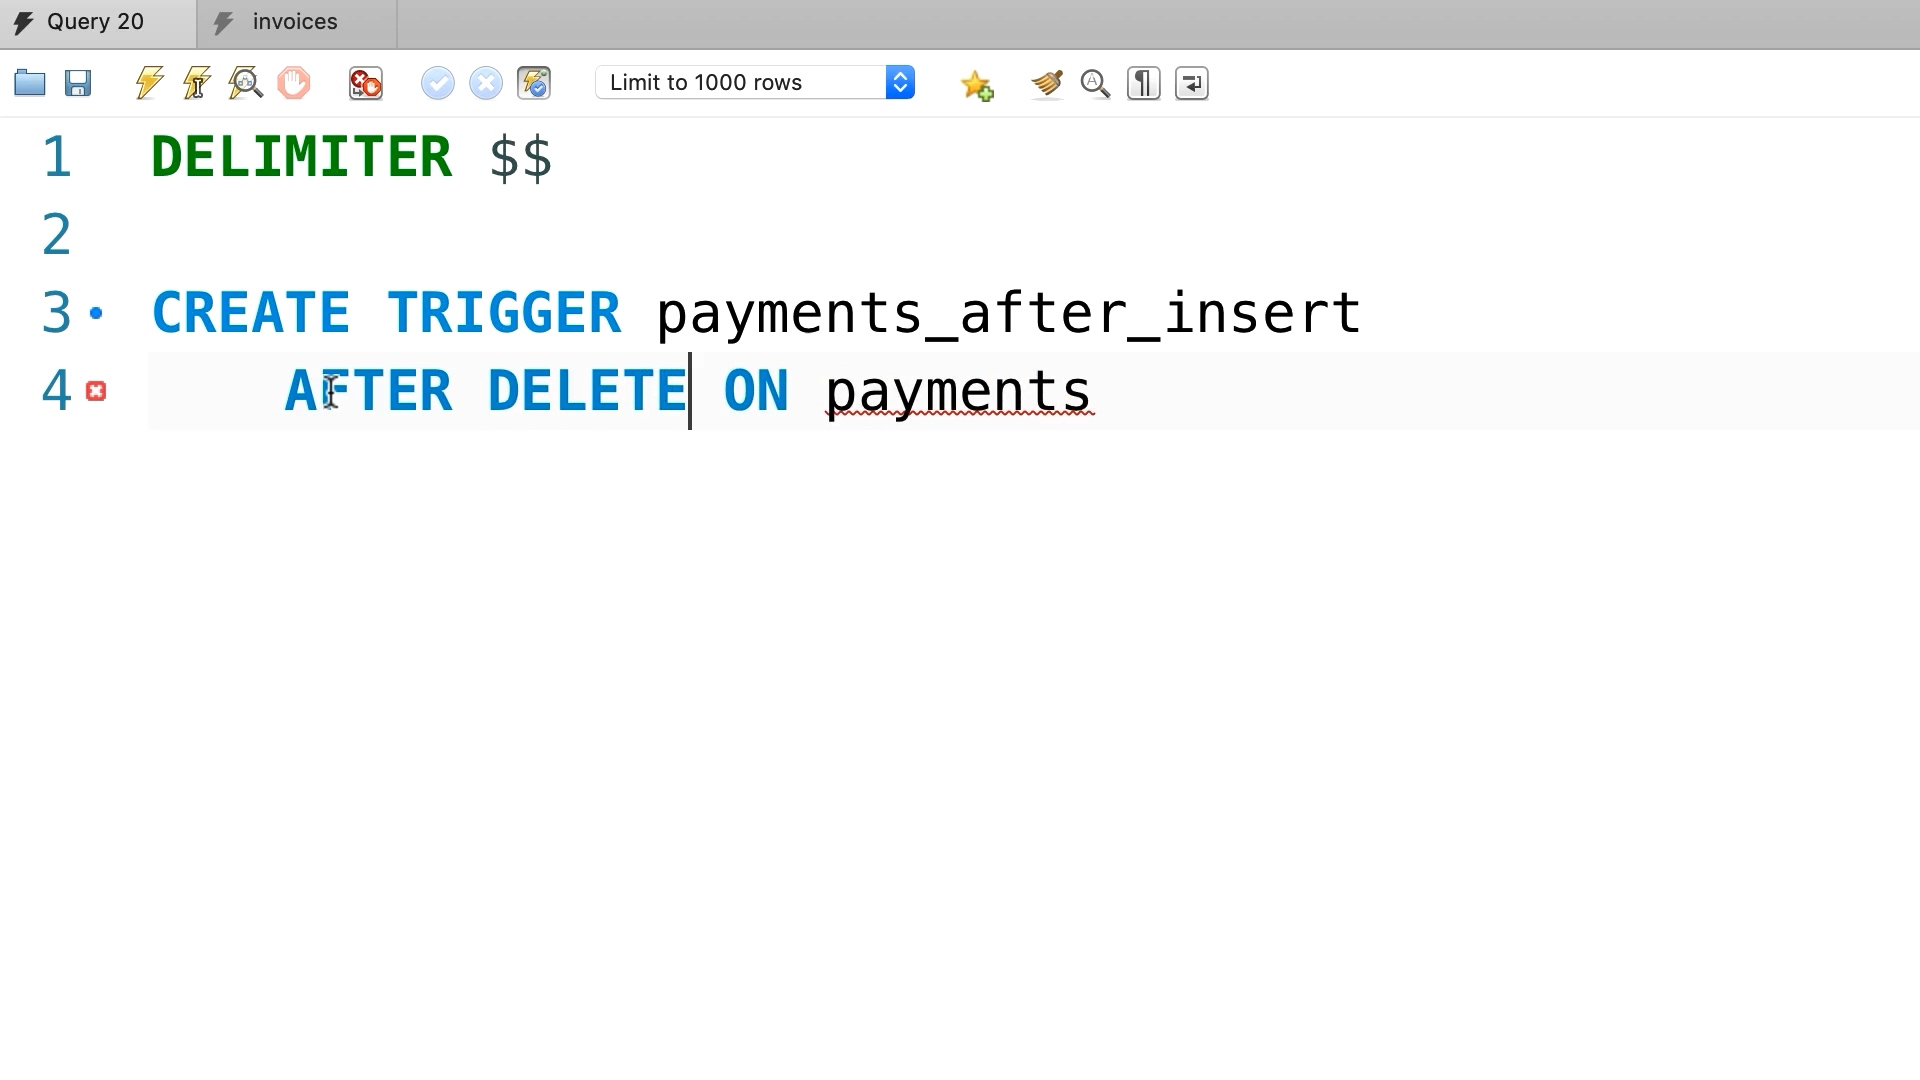 Query 20
invoices
Limit to 1000 rows
1 DELIMITER $$
2
3 CREATE TRIGGER payments_after_insert
4 AFTER DELETE ON payments